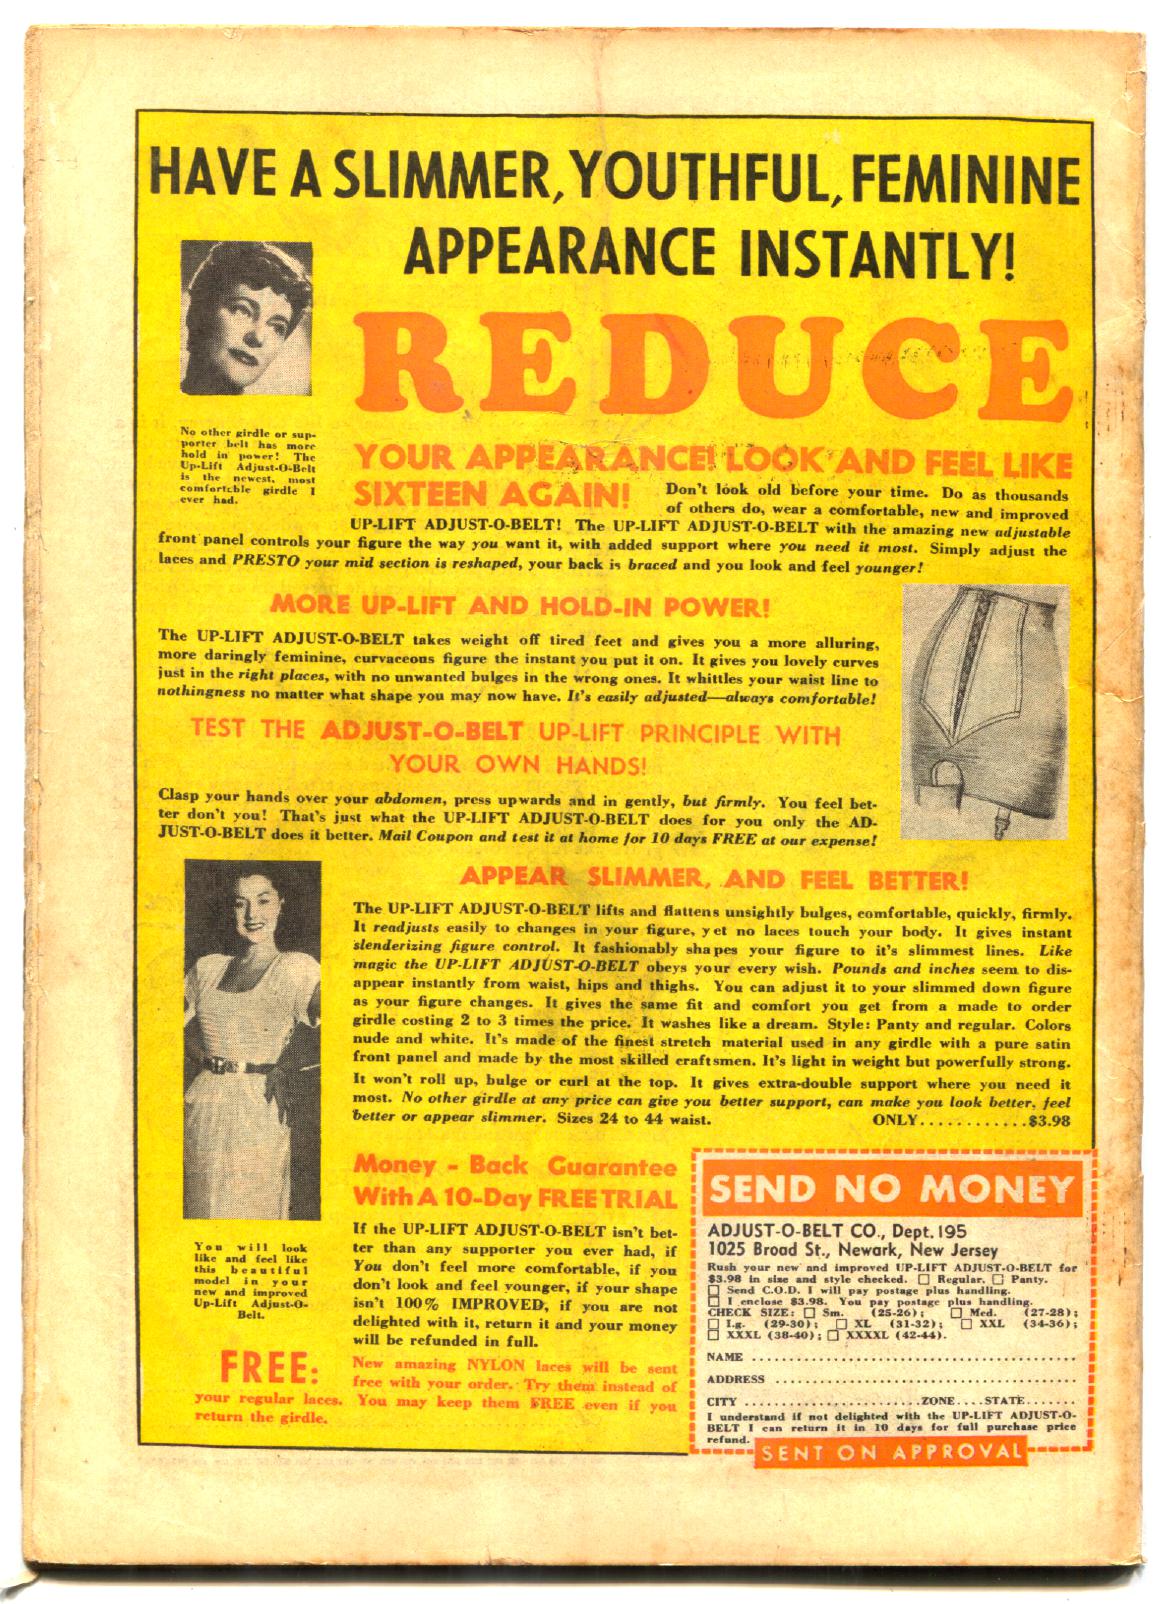 HAVE A SLIMMER, YOUTHFUL, FEMININE
APPEARANCE INSTANTLY!
REDUCE
No other girdle or sup-
porter belt has more
hold in power! The
Up-Lift Adjust-O-Belt
is the newest, most
comfortable girdle I
ever had.
YOUR APPEARANCE! LOOK AND FEEL LIKE
SIXTEEN AGAIN! Don't look old before your time. Do as thousands
of others do, wear a comfortable, new and improved
UP-LIFT ADJUST-O-BELT! The UP-LIFT ADJUST-O-BELT with the amazing new adjustable
front panel controls your figure the way you want it, with added support where you need it most. Simply adjust the
laces and PRESTO your mid section is reshaped, your back is braced and you look and feel younger!
MORE UP-LIFT AND HOLD-IN POWER!
The UP-LIFT ADJUST-O-BELT takes weight off tired feet and gives you a more alluring,
more daringly feminine, curvaceous figure the instant you put it on. It gives you lovely curves
just in the right places, with no unwanted bulges in the wrong ones. It whittles your waist line to
nothingness no matter what shape you may now have. It's easily adjusted—always comfortable!
TEST THE ADJUST-O-BELT UP-LIFT PRINCIPLE WITH
YOUR OWN HANDS!
Clasp your hands over your abdomen, press upwards and in gently, but firmly. You feel bet-
ter don't you! That's just what the UP-LIFT ADJUST-O-BELT does for you only the AD-
JUST-O-BELT does it better. Mail Coupon and test it at home for 10 days FREE at our expense!
APPEAR SLIMMER, AND FEEL BETTER!
The UP-LIFT ADJUST-O-BELT lifts and flattens unsightly bulges, comfortable, quickly, firmly.
It readjusts easily to changes in your figure, yet no laces touch your body. It gives instant
slenderizing figure control. It fashionably shapes your figure to it's slimmest lines. Like
magic the UP-LIFT ADJUST-O-BELT obeys your every wish. Pounds and inches seem to dis-
appear instantly from waist, hips and thighs. You can adjust it to your slimmed down figure
as your figure changes. It gives the same fit and comfort you get from a made to order
girdle costing 2 to 3 times the price. It washes like a dream. Style: Panty and regular. Colors
nude and white. It's made of the finest stretch material used in any girdle with a pure satin
front panel and made by the most skilled craftsmen. It's light in weight but powerfully strong.
It won't roll up, bulge or curl at the top. It gives extra-double support where you need it
most. No other girdle at any price can give you better support, can make you look better, feel
better or appear slimmer. Sizes 24 to 44 waist. ONLY............$3.98
You will look
like and feel like
this beautiful
model in your
new and improved
Up-Lift Adjust-O-
Belt.
Money - Back Guarantee
With A 10-Day FREE TRIAL
If the UP-LIFT ADJUST-O-BELT isn't bet-
ter than any supporter you ever had, if
You don't feel more comfortable, if you
don't look and feel younger, if your shape
isn't 100% IMPROVED, if you are not
delighted with it, return it and your money
will be refunded in full.
FREE: New amazing NYLON laces will be sent
free with your order. Try them instead of
your regular laces. You may keep them FREE even if you
return the girdle.
SEND NO MONEY
ADJUST-O-BELT CO., Dept. 195
1025 Broad St., Newark, New Jersey
Rush your new and improved UP-LIFT ADJUST-O-BELT for
$3.98 in size and style checked. ☐ Regular. ☐ Panty.
☐ Send C.O.D. I will pay postage plus handling.
☐ I enclose $3.98. You pay postage plus handling.
CHECK SIZE: ☐ Sm. (25-26); ☐ Med. (27-28);
☐ Lg. (29-30); ☐ XL (31-32); ☐ XXL (34-36);
☐ XXXL (38-40); ☐ XXXXL (42-44).
NAME ..................................................
ADDRESS ..............................................
CITY ...........................ZONE....STATE.......
I understand if not delighted with the UP-LIFT ADJUST-O-
BELT I can return it in 10 days for full purchase price
refund.
SENT ON APPROVAL